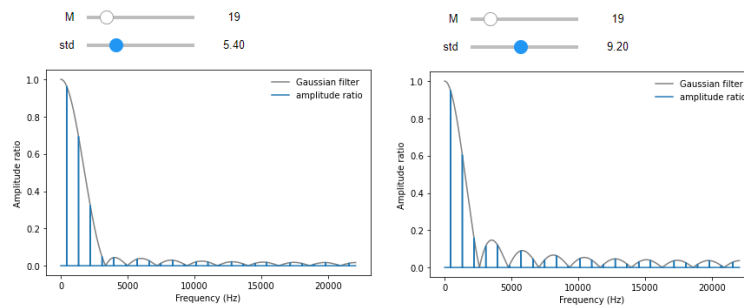 M 19
std 5.40
1.0
0.8
0.6
0.4
0.2
0.0
Amplitude ratio
Gaussian filter
amplitude ratio
0 5000 10000 15000 20000
Frequency (Hz)
M 19
std 9.20
1.0
0.8
0.6
0.4
0.2
0.0
Amplitude ratio
Gaussian filter
amplitude ratio
0 5000 10000 15000 20000
Frequency (Hz)